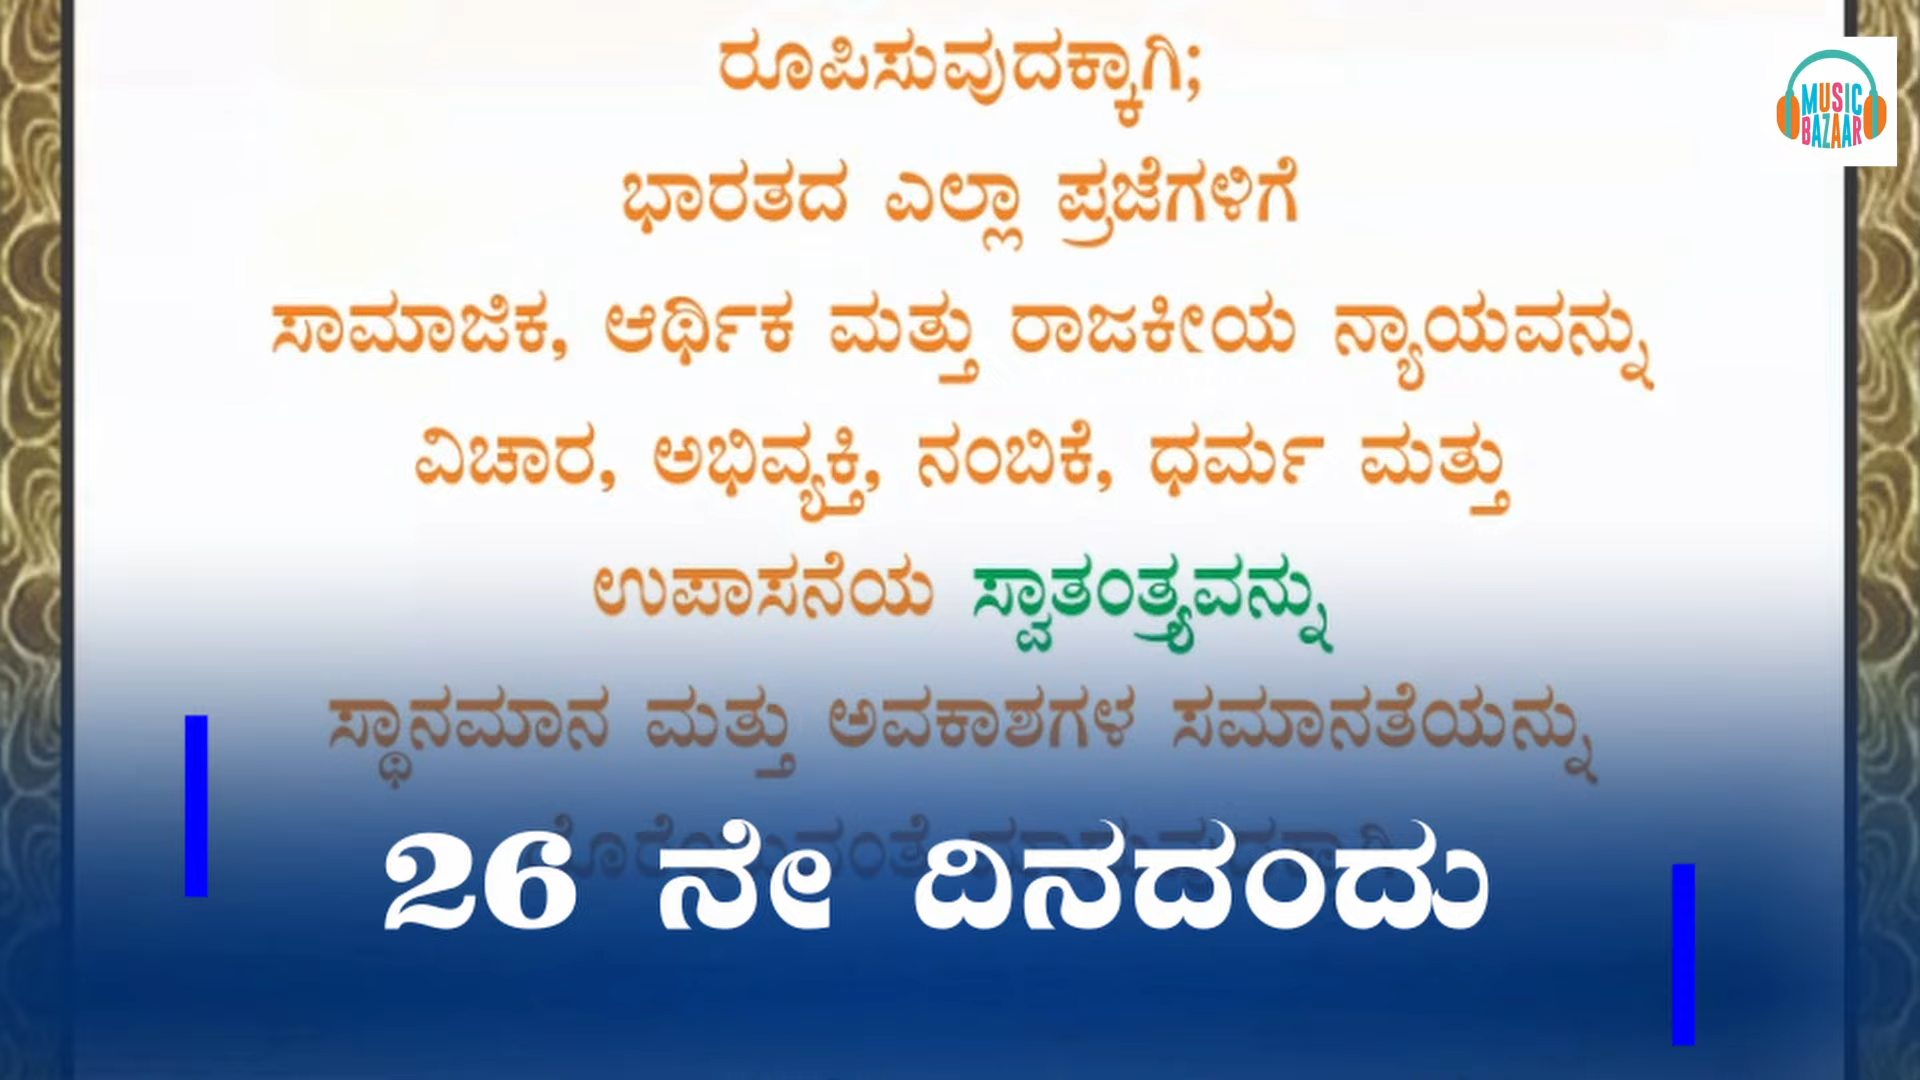 ರೂಪಿಸುವುದಕ್ಕಾಗಿ;
MUSIC
BAZAAR
ಭಾರತದ ಎಲ್ಲಾ ಪ್ರಜೆಗಳಿಗೆ
ಸಾಮಾಜಿಕ, ಆರ್ಥಿಕ ಮತ್ತು ರಾಜಕೀಯ ನ್ಯಾಯವನ್ನು
ವಿಚಾರ, ಅಭಿವ್ಯಕ್ತಿ, ನಂಬಿಕೆ, ಧರ್ಮ ಮತ್ತು
ಉಪಾಸನೆಯ ಸ್ವಾತಂತ್ರ್ಯವನ್ನು
ಸ್ಥಾನಮಾನ ಮತ್ತು ಅವಕಾಶಗಳ ಸಮಾನತೆಯನ್ನು
26 ನೇ ದಿನದಂದು